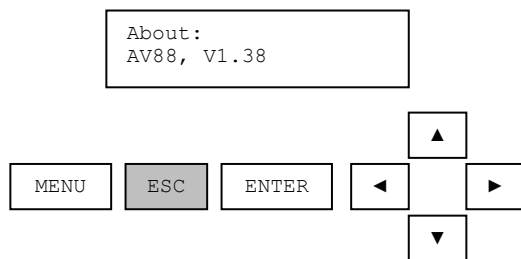 About:
AV88, V1.38
▲
MENU ESC ENTER ◄ ►
▼